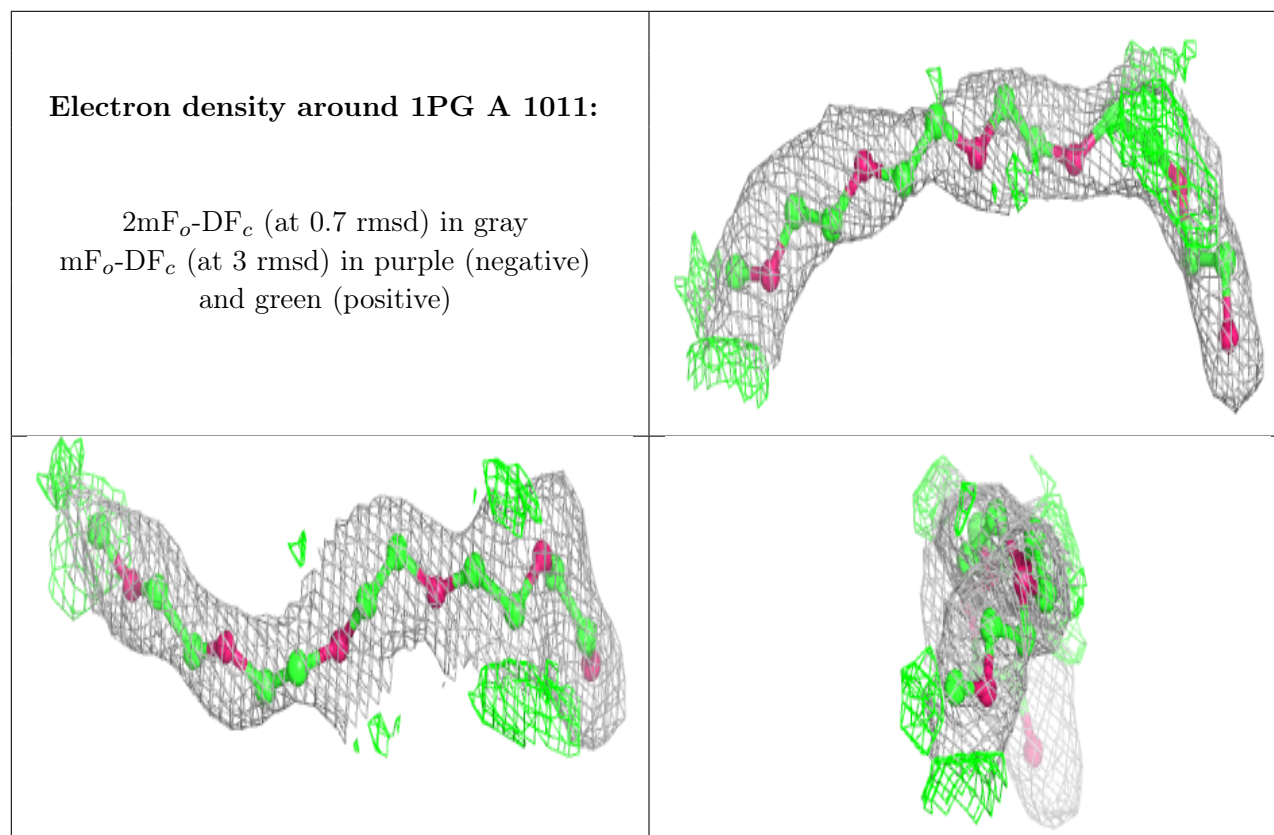 Electron density around 1PG A 1011:
2mFₒ-DF𝒸 (at 0.7 rmsd) in gray
mFₒ-DF𝒸 (at 3 rmsd) in purple (negative)
and green (positive)